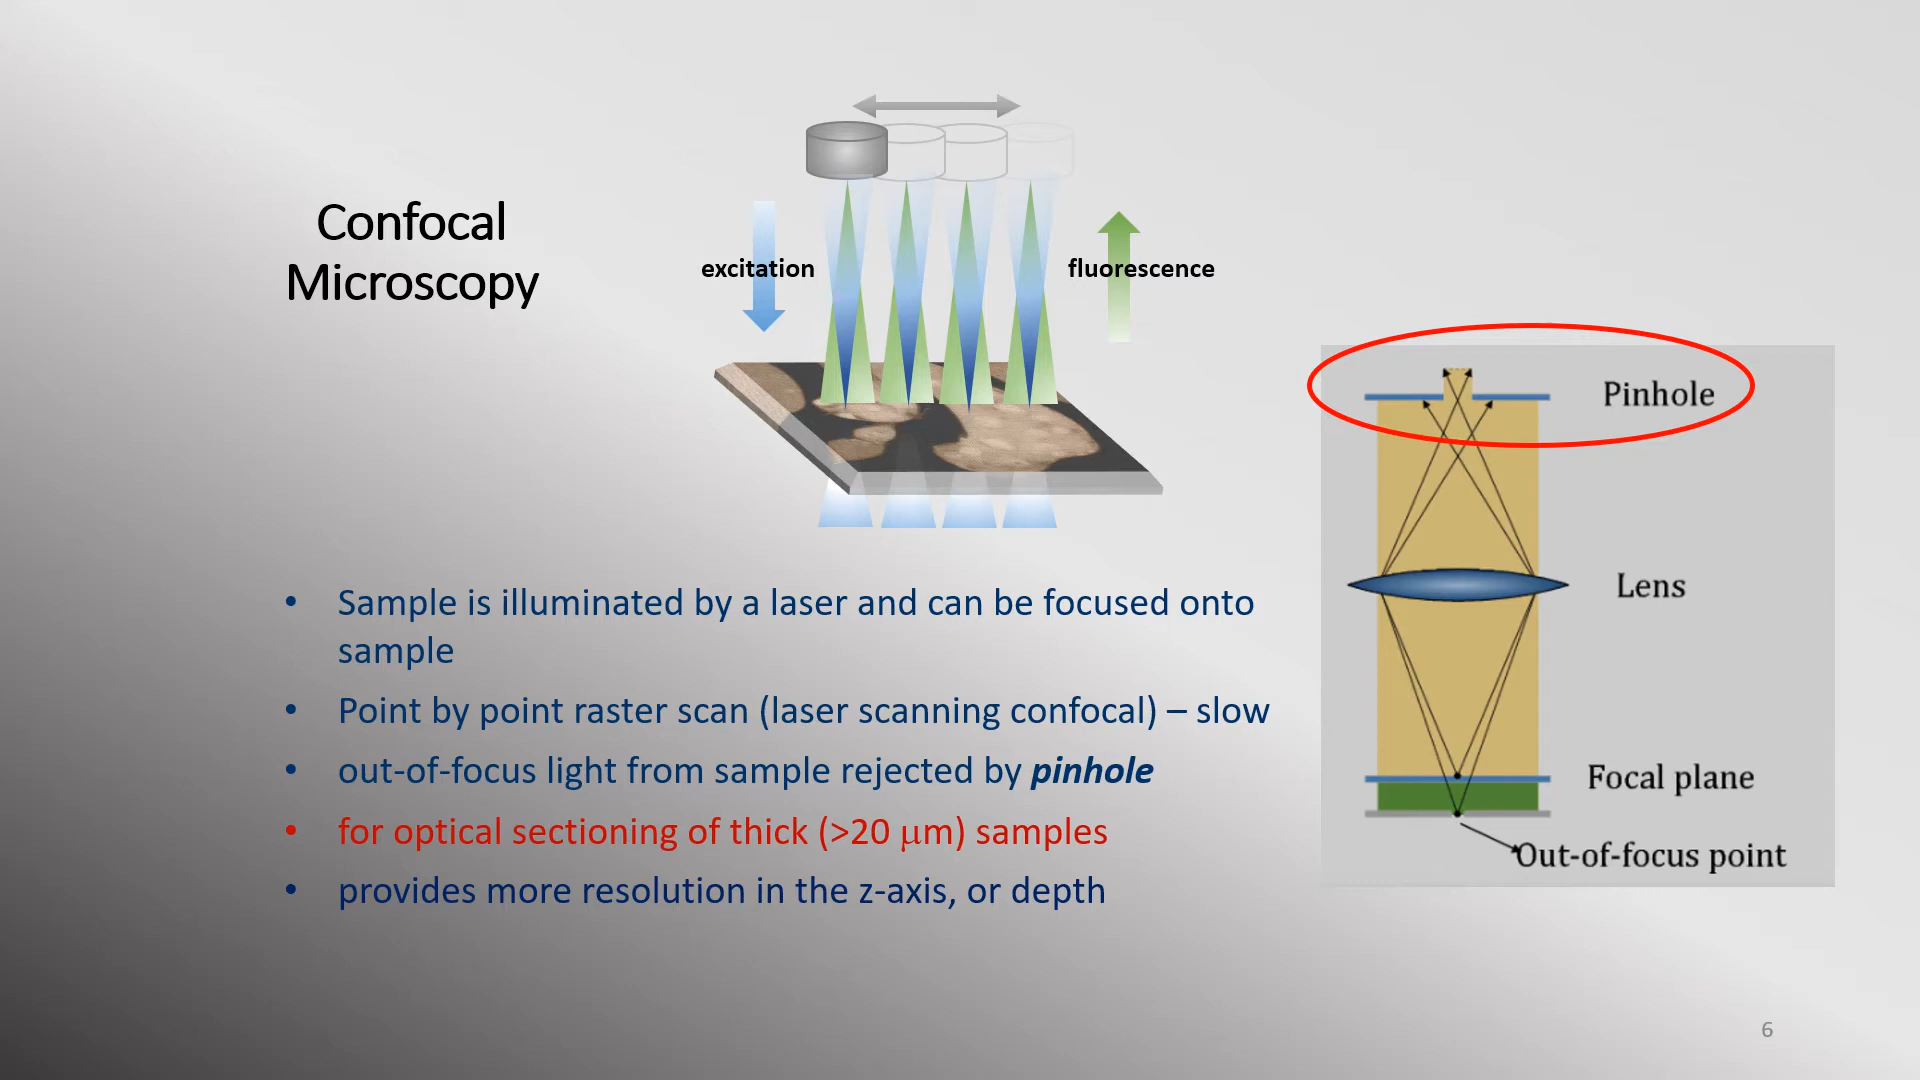 Confocal
Microscopy
excitation
fluorescence
Pinhole
Lens
Focal plane
Out-of-focus point
• Sample is illuminated by a laser and can be focused onto
sample
• Point by point raster scan (laser scanning confocal) – slow
• out-of-focus light from sample rejected by pinhole
• for optical sectioning of thick (>20 μm) samples
• provides more resolution in the z-axis, or depth
6